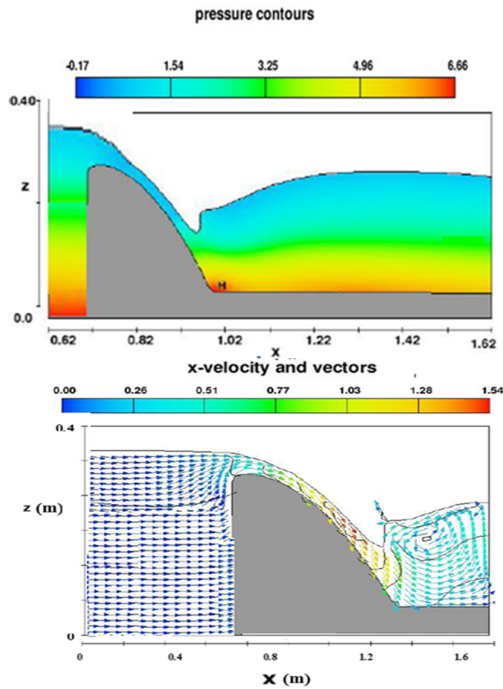 pressure contours
-0.17 1.54 3.25 4.96 6.66
0.40
z
H
0.0
0.62 0.82 1.02 1.22 1.42 1.62
x
x-velocity and vectors
0.00 0.26 0.51 0.77 1.03 1.28 1.54
0.4
z (m)
0
0 0.4 0.8 1.2 1.6
X (m)